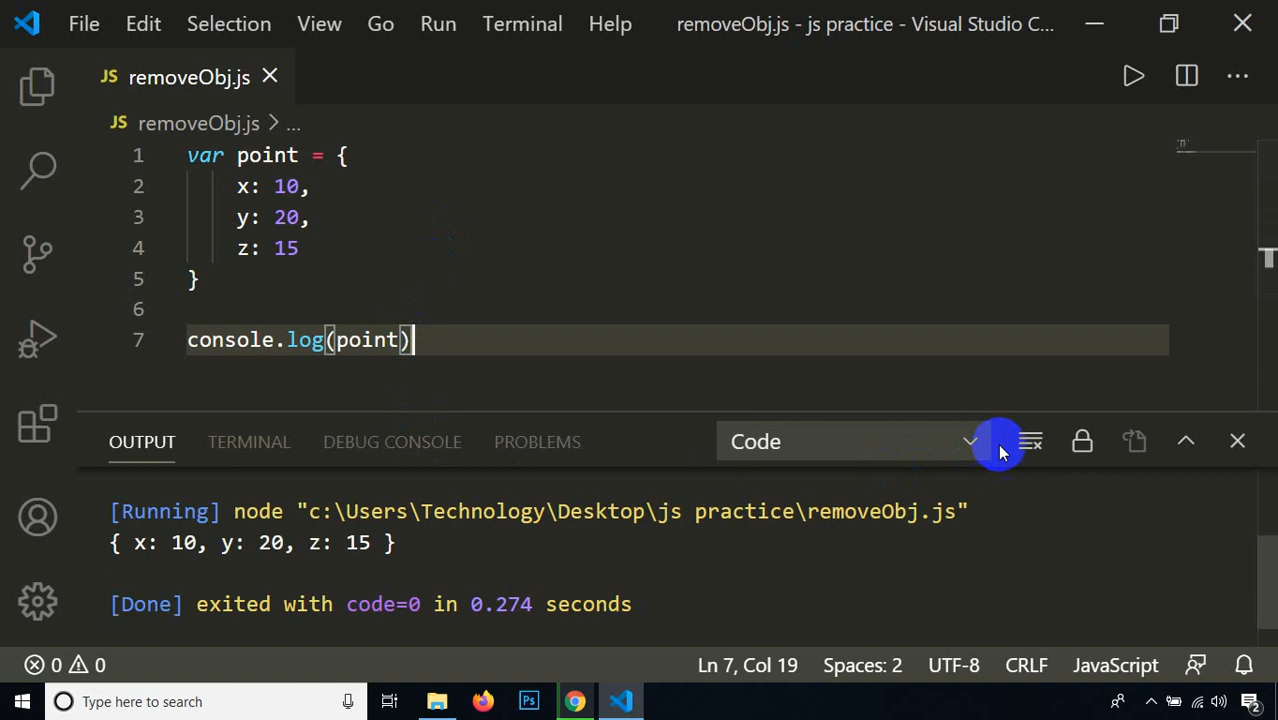 File Edit Selection View Go Run Terminal Help removeObj.js - js practice - Visual Studio C...
JS removeObj.js
JS removeObj.js > ...
1 var point = {
2 x: 10,
3 y: 20,
4 z: 15
5 }
6
7 console.log(point)
OUTPUT TERMINAL DEBUG CONSOLE PROBLEMS Code
[Running] node "c:\Users\Technology\Desktop\js practice\removeObj.js"
{ x: 10, y: 20, z: 15 }
[Done] exited with code=0 in 0.274 seconds
0 0 Ln 7, Col 19 Spaces: 2 UTF-8 CRLF JavaScript
Type here to search Ps 2